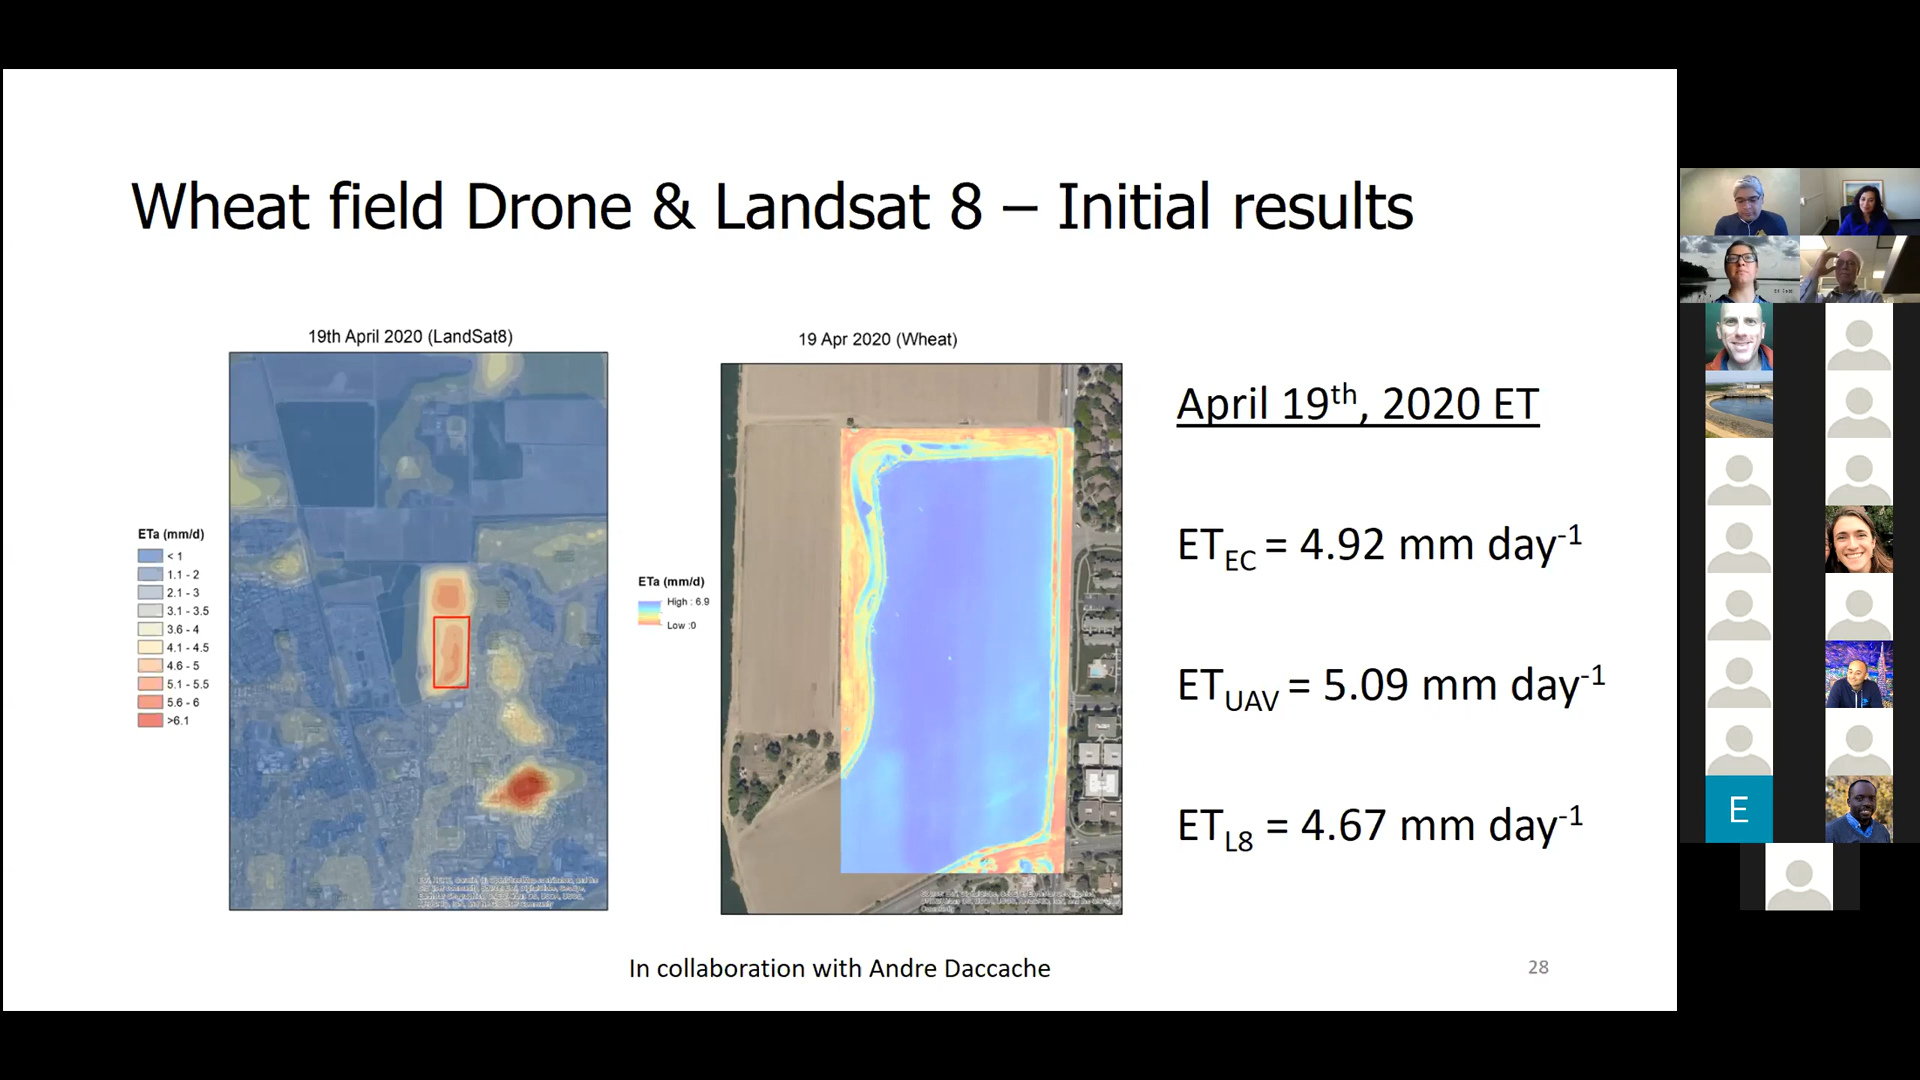 Wheat field Drone & Landsat 8 – Initial results
19th April 2020 (LandSat8)
ETa (mm/d)
< 1
1.1 - 2
2.1 - 3
3.1 - 3.5
3.6 - 4
4.1 - 4.5
4.6 - 5
5.1 - 5.5
5.6 - 6
>6.1
19 Apr 2020 (Wheat)
ETa (mm/d)
High : 6.9
Low :0
April 19th, 2020 ET
ETEC = 4.92 mm day-1
ETUAV = 5.09 mm day-1
ETL8 = 4.67 mm day-1
In collaboration with Andre Daccache
28
E